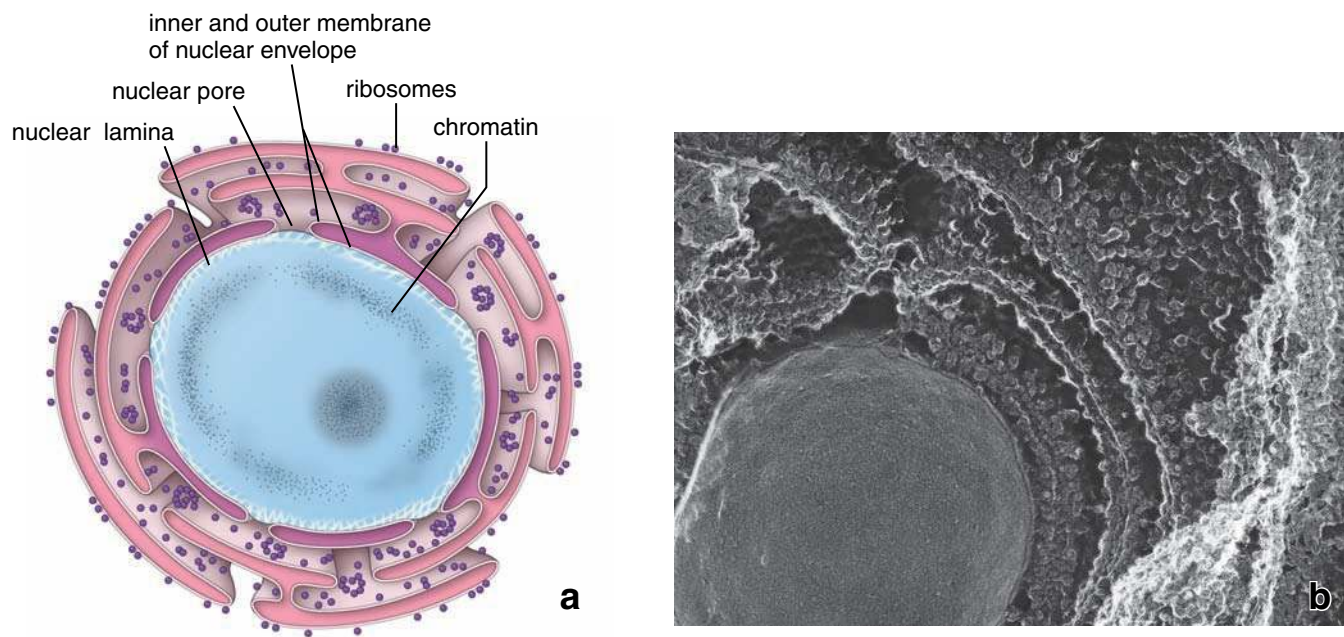 inner and outer membrane
of nuclear envelope
nuclear pore
ribosomes
nuclear lamina
chromatin
a
b